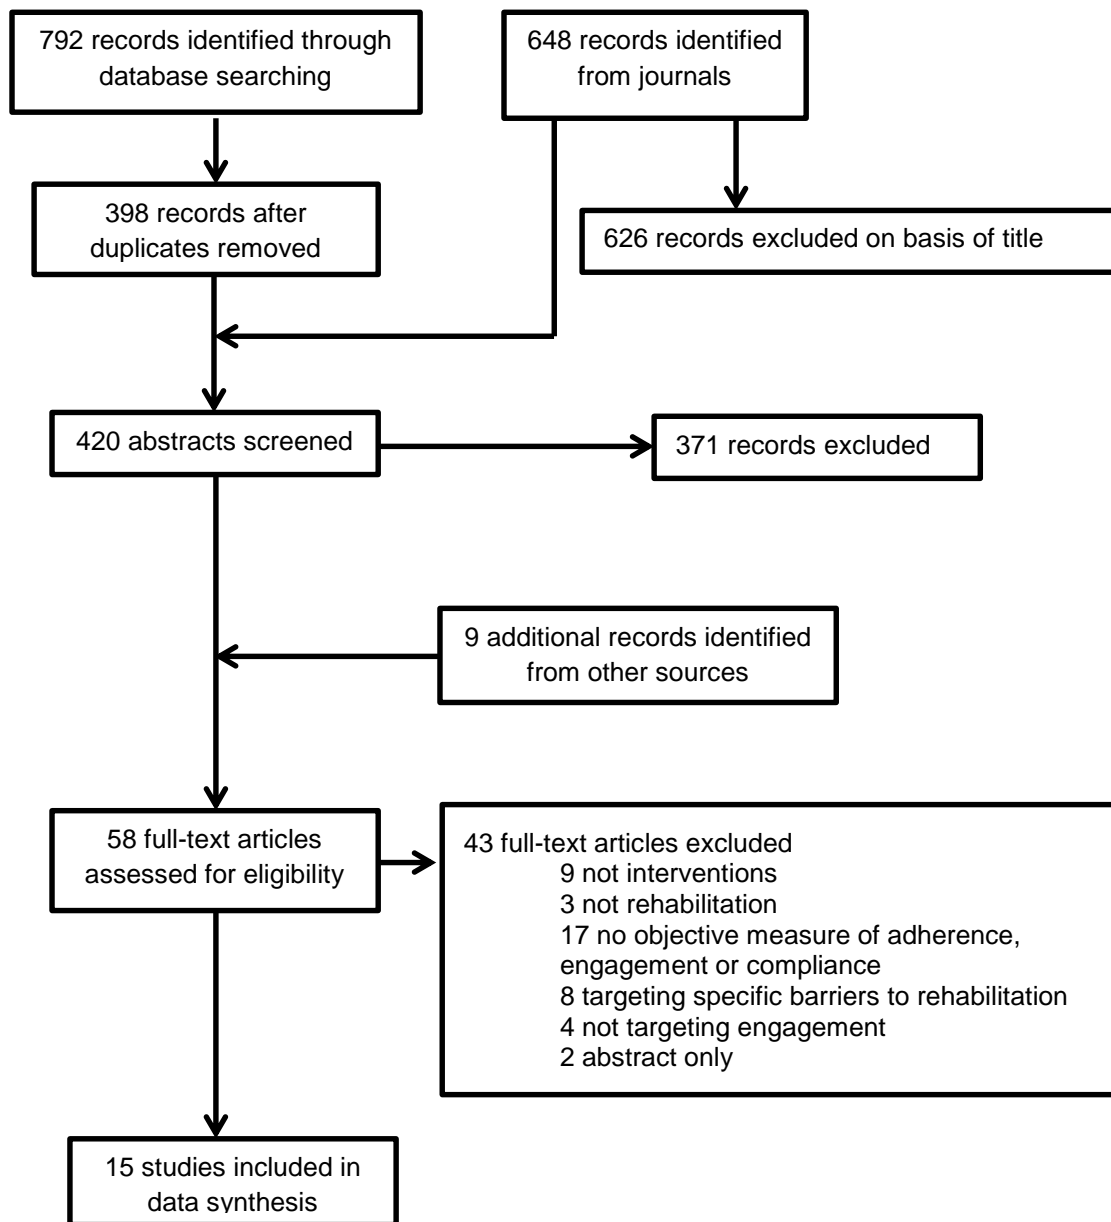 792 records identified through
database searching
648 records identified
from journals
398 records after
duplicates removed
626 records excluded on basis of title
420 abstracts screened
371 records excluded
9 additional records identified
from other sources
58 full-text articles
assessed for eligibility
43 full-text articles excluded
9 not interventions
3 not rehabilitation
17 no objective measure of adherence,
engagement or compliance
8 targeting specific barriers to rehabilitation
4 not targeting engagement
2 abstract only
15 studies included in
data synthesis